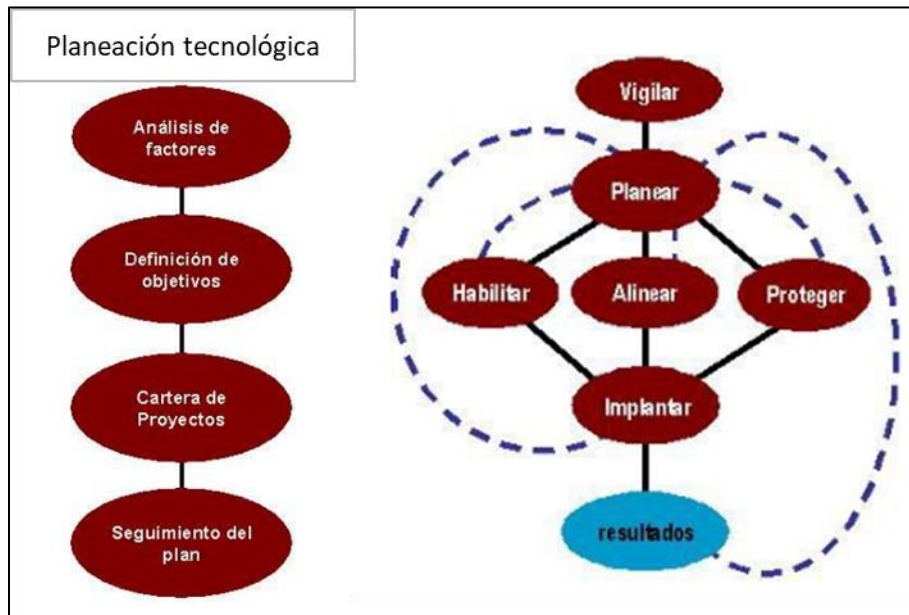 Planeación tecnológica
Análisis de
factores
Definición de
objetivos
Cartera de
Proyectos
Seguimiento del
plan
Vigilar
Planear
Habilitar
Alinear
Proteger
Implantar
resultados